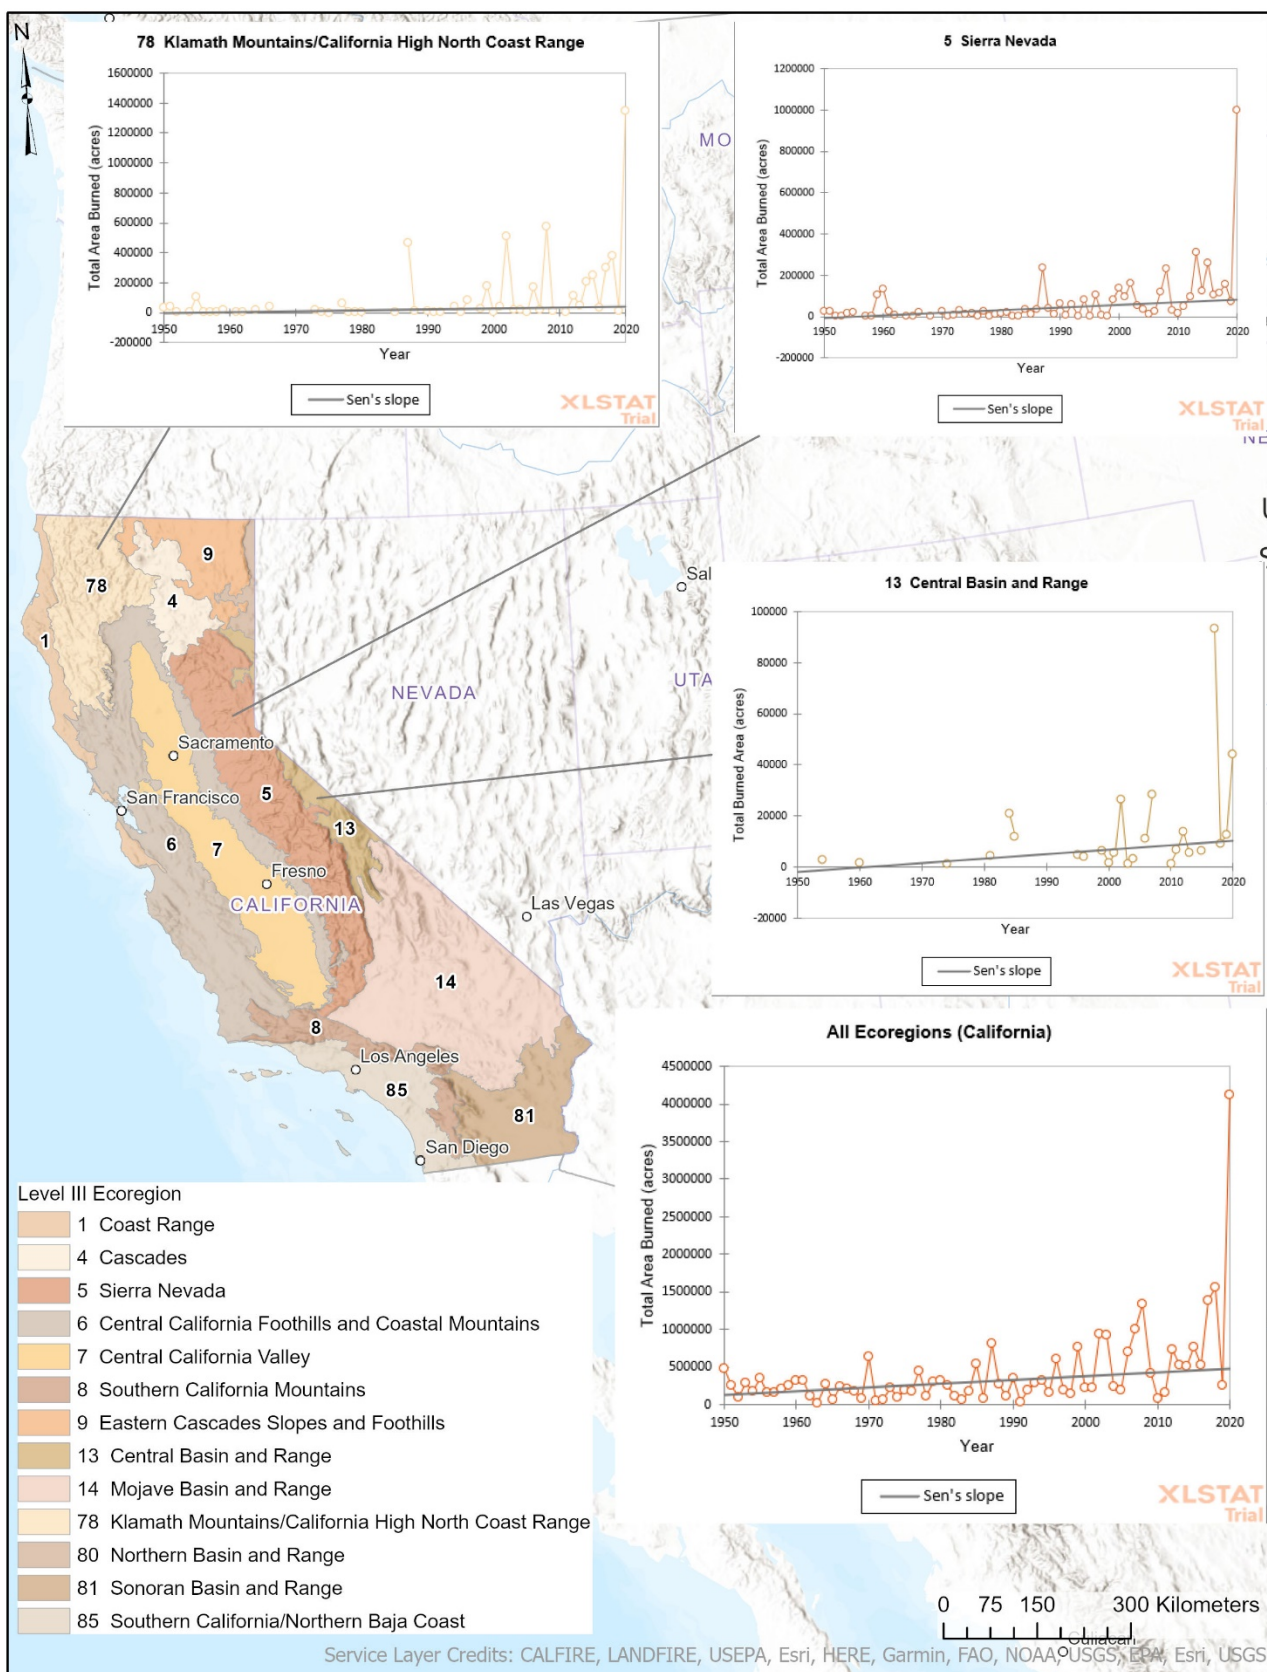 N
78 Klamath Mountains/California High North Coast Range
Total Area Burned (acres)
1600000
1400000
1200000
1000000
800000
600000
400000
200000
0
-200000
1950
1960
1970
1980
1990
2000
2010
2020
Year
Sen's slope
XLSTAT
Trial
5 Sierra Nevada
Total Area Burned (acres)
1200000
1000000
800000
600000
400000
200000
0
-200000
1950
1960
1970
1980
1990
2000
2010
2020
Year
Sen's slope
XLSTAT
Trial
MO
NE
U
S
Sal
UTA
NEVADA
13 Central Basin and Range
Total Burned Area (acres)
100000
80000
60000
40000
20000
0
-20000
1950
1960
1970
1980
1990
2000
2010
2020
Year
Sen's slope
XLSTAT
Trial
9
78
4
1
Sacramento
San Francisco
5
13
6
7
Fresno
CALIFORNIA
Las Vegas
14
8
Los Angeles
85
81
San Diego
All Ecoregions (California)
Total Area Burned (acres)
4500000
4000000
3500000
3000000
2500000
2000000
1500000
1000000
500000
0
1950
1960
1970
1980
1990
2000
2010
2020
Year
Sen's slope
XLSTAT
Trial
Level III Ecoregion
1 Coast Range
4 Cascades
5 Sierra Nevada
6 Central California Foothills and Coastal Mountains
7 Central California Valley
8 Southern California Mountains
9 Eastern Cascades Slopes and Foothills
13 Central Basin and Range
14 Mojave Basin and Range
78 Klamath Mountains/California High North Coast Range
80 Northern Basin and Range
81 Sonoran Basin and Range
85 Southern California/Northern Baja Coast
0 75 150 300 Kilometers
Culiacan
Service Layer Credits: CALFIRE, LANDFIRE, USEPA, Esri, HERE, Garmin, FAO, NOAA, USGS, EPA, Esri, USGS